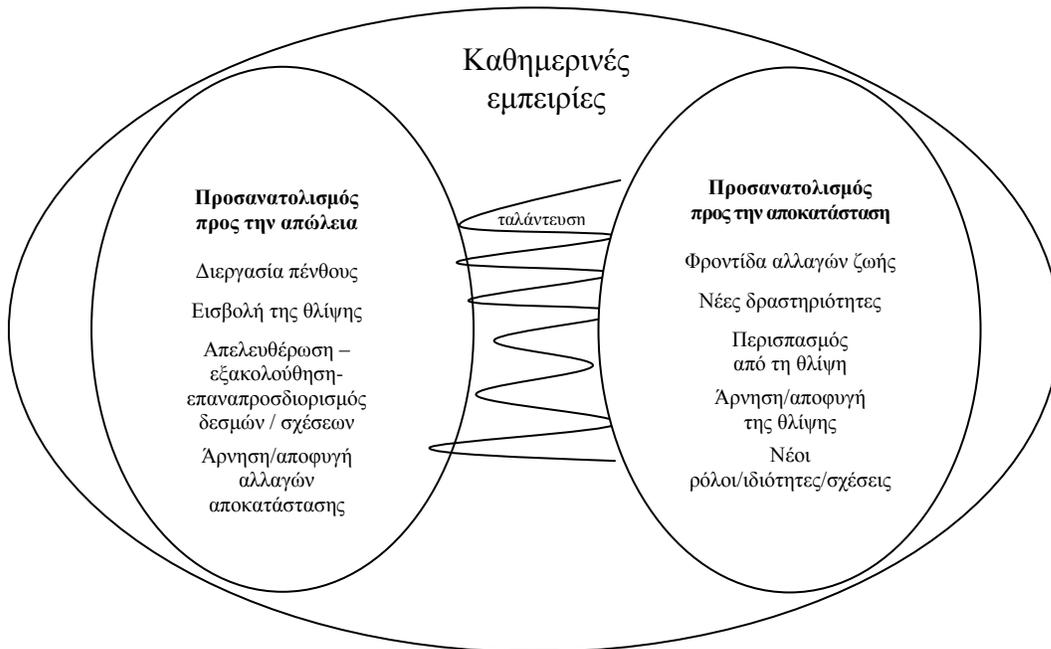 Καθημερινές
εμπειρίες
Προσανατολισμός
προς την απώλεια
Διεργασία πένθους
Εισβολή της θλίψης
Απελευθέρωση –
εξακολούθηση-
επαναπροσδιορισμός
δεσμών / σχέσεων
Άρνηση/αποφυγή
αλλαγών
αποκατάστασης
ταλάντευση
Προσανατολισμός
προς την αποκατάσταση
Φροντίδα αλλαγών ζωής
Νέες δραστηριότητες
Περισπασμός
από τη θλίψη
Άρνηση/αποφυγή
της θλίψης
Νέοι
ρόλοι/ιδιότητες/σχέσεις